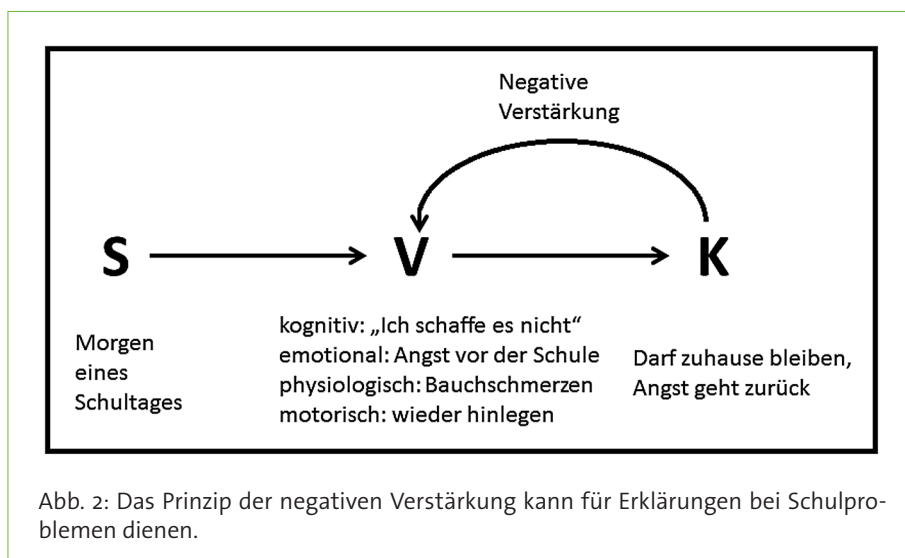 Negative
Verstärkung
S
V
K
Morgen
eines
Schultages
kognitiv: „Ich schaffe es nicht“
emotional: Angst vor der Schule
physiologisch: Bauchschmerzen
motorisch: wieder hinlegen
Darf zuhause bleiben,
Angst geht zurück
Abb. 2: Das Prinzip der negativen Verstärkung kann für Erklärungen bei Schulpro-
blemen dienen.